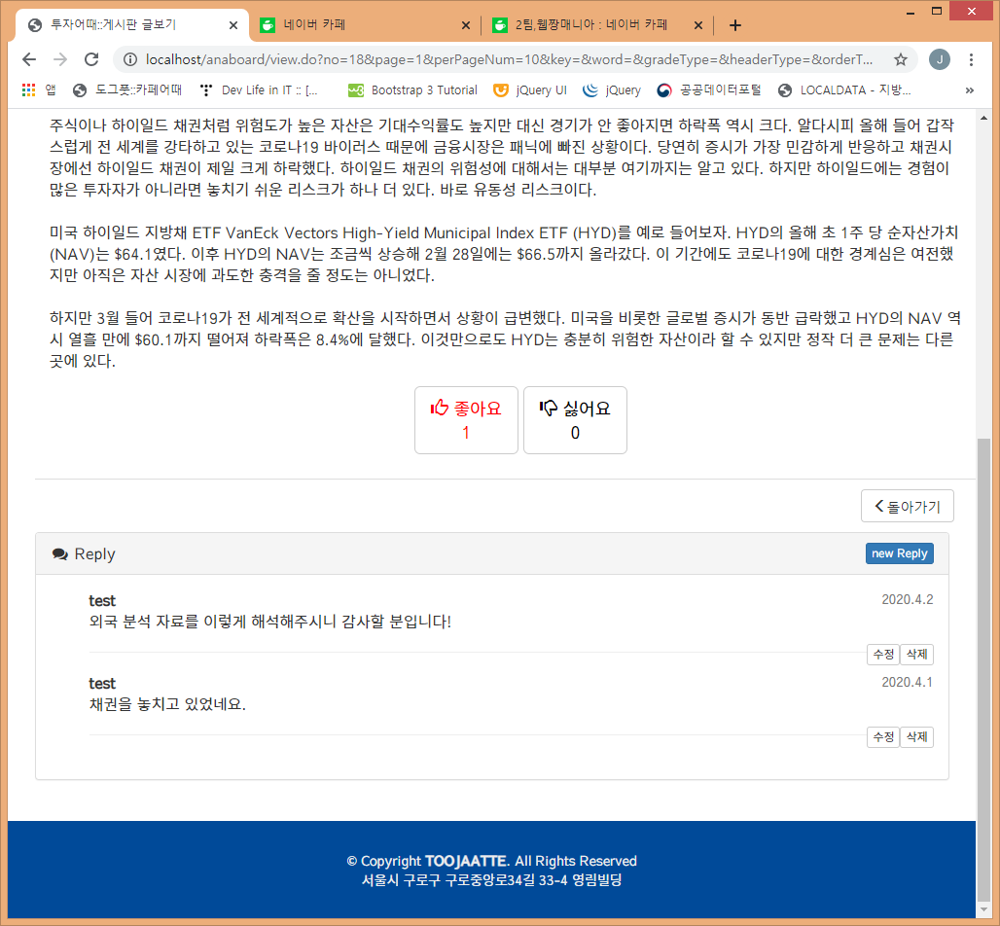 투자어때::게시판 글보기
네이버 카페
2팀,웹짱매니아 : 네이버 카페
localhost/anaboard/view.do?no=18&page=1&perPageNum=10&key=&word=&gradeType=&headerType=&orderT...
J
앱
도그풋::카페어때
Dev Life in IT :: [...
Bootstrap 3 Tutorial
jQuery UI
jQuery
공공데이터포털
LOCALDATA - 지방...
»
주식이나 하이일드 채권처럼 위험도가 높은 자산은 기대수익률도 높지만 대신 경기가 안 좋아지면 하락폭 역시 크다. 알다시피 올해 들어 갑작
스럽게 전 세계를 강타하고 있는 코로나19 바이러스 때문에 금융시장은 패닉에 빠진 상황이다. 당연히 증시가 가장 민감하게 반응하고 채권시
장에선 하이일드 채권이 제일 크게 하락했다. 하이일드 채권의 위험성에 대해서는 대부분 여기까지는 알고 있다. 하지만 하이일드에는 경험이
많은 투자자가 아니라면 놓치기 쉬운 리스크가 하나 더 있다. 바로 유동성 리스크이다.
미국 하이일드 지방채 ETF VanEck Vectors High-Yield Municipal Index ETF (HYD)를 예로 들어보자. HYD의 올해 초 1주 당 순자산가치
(NAV)는 $64.1였다. 이후 HYD의 NAV는 조금씩 상승해 2월 28일에는 $66.5까지 올라갔다. 이 기간에도 코로나19에 대한 경계심은 여전했
지만 아직은 자산 시장에 과도한 충격을 줄 정도는 아니었다.
하지만 3월 들어 코로나19가 전 세계적으로 확산을 시작하면서 상황이 급변했다. 미국을 비롯한 글로벌 증시가 동반 급락했고 HYD의 NAV 역
시 열흘 만에 $60.1까지 떨어져 하락폭은 8.4%에 달했다. 이것만으로도 HYD는 충분히 위험한 자산이라 할 수 있지만 정작 더 큰 문제는 다른
곳에 있다.
좋아요
1
싫어요
0
돌아가기
Reply
new Reply
test
2020.4.2
외국 분석 자료를 이렇게 해석해주시니 감사할 분입니다!
수정 삭제
test
2020.4.1
채권을 놓치고 있었네요.
수정 삭제
© Copyright TOOJAATTE. All Rights Reserved
서울시 구로구 구로중앙로34길 33-4 영림빌딩